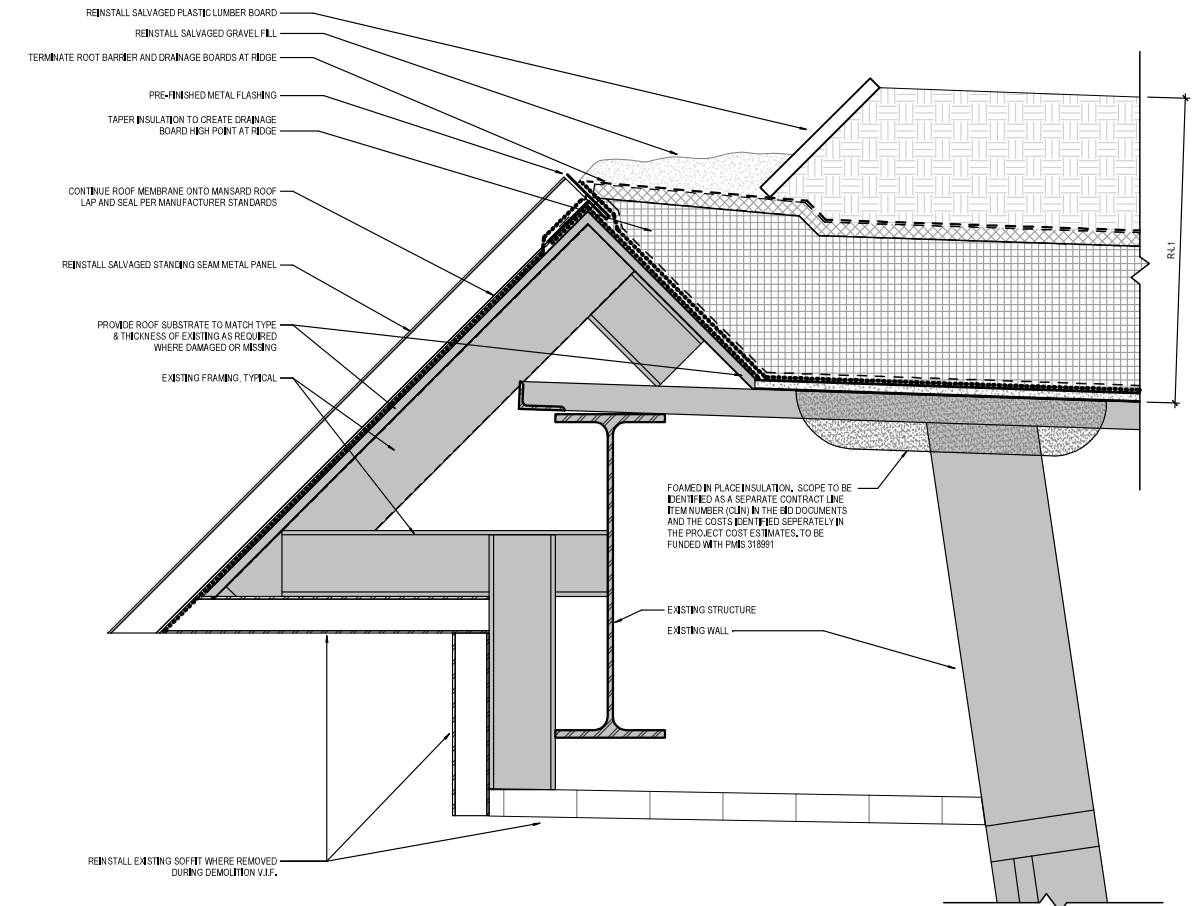 REINSTALL SALVAGED PLASTIC LUMBER BOARD
REINSTALL SALVAGED GRAVEL FILL
TERMINATE ROOT BARRIER AND DRAINAGE BOARDS AT RIDGE
PRE-FINISHED METAL FLASHING
TAPER INSULATION TO CREATE DRAINAGE
BOARD HIGH POINT AT RIDGE
CONTINUE ROOF MEMBRANE ONTO MANSARD ROOF
LAP AND SEAL PER MANUFACTURER STANDARDS
REINSTALL SALVAGED STANDING SEAM METAL PANEL
PROVIDE ROOF SUBSTRATE TO MATCH TYPE
& THICKNESS OF EXISTING AS REQUIRED
WHERE DAMAGED OR MISSING
EXISTING FRAMING, TYPICAL
R-L1
FOAMED IN PLACE INSULATION. SCOPE TO BE
IDENTIFIED AS A SEPARATE CONTRACT LINE
ITEM NUMBER (CLIN) IN THE BID DOCUMENTS
AND THE COSTS IDENTIFIED SEPERATELY IN
THE PROJECT COST ESTIMATES. TO BE
FUNDED WITH PMIS 318991
EXISTING STRUCTURE
EXISTING WALL
REINSTALL EXISTING SOFFIT WHERE REMOVED
DURING DEMOLITION V.I.F.